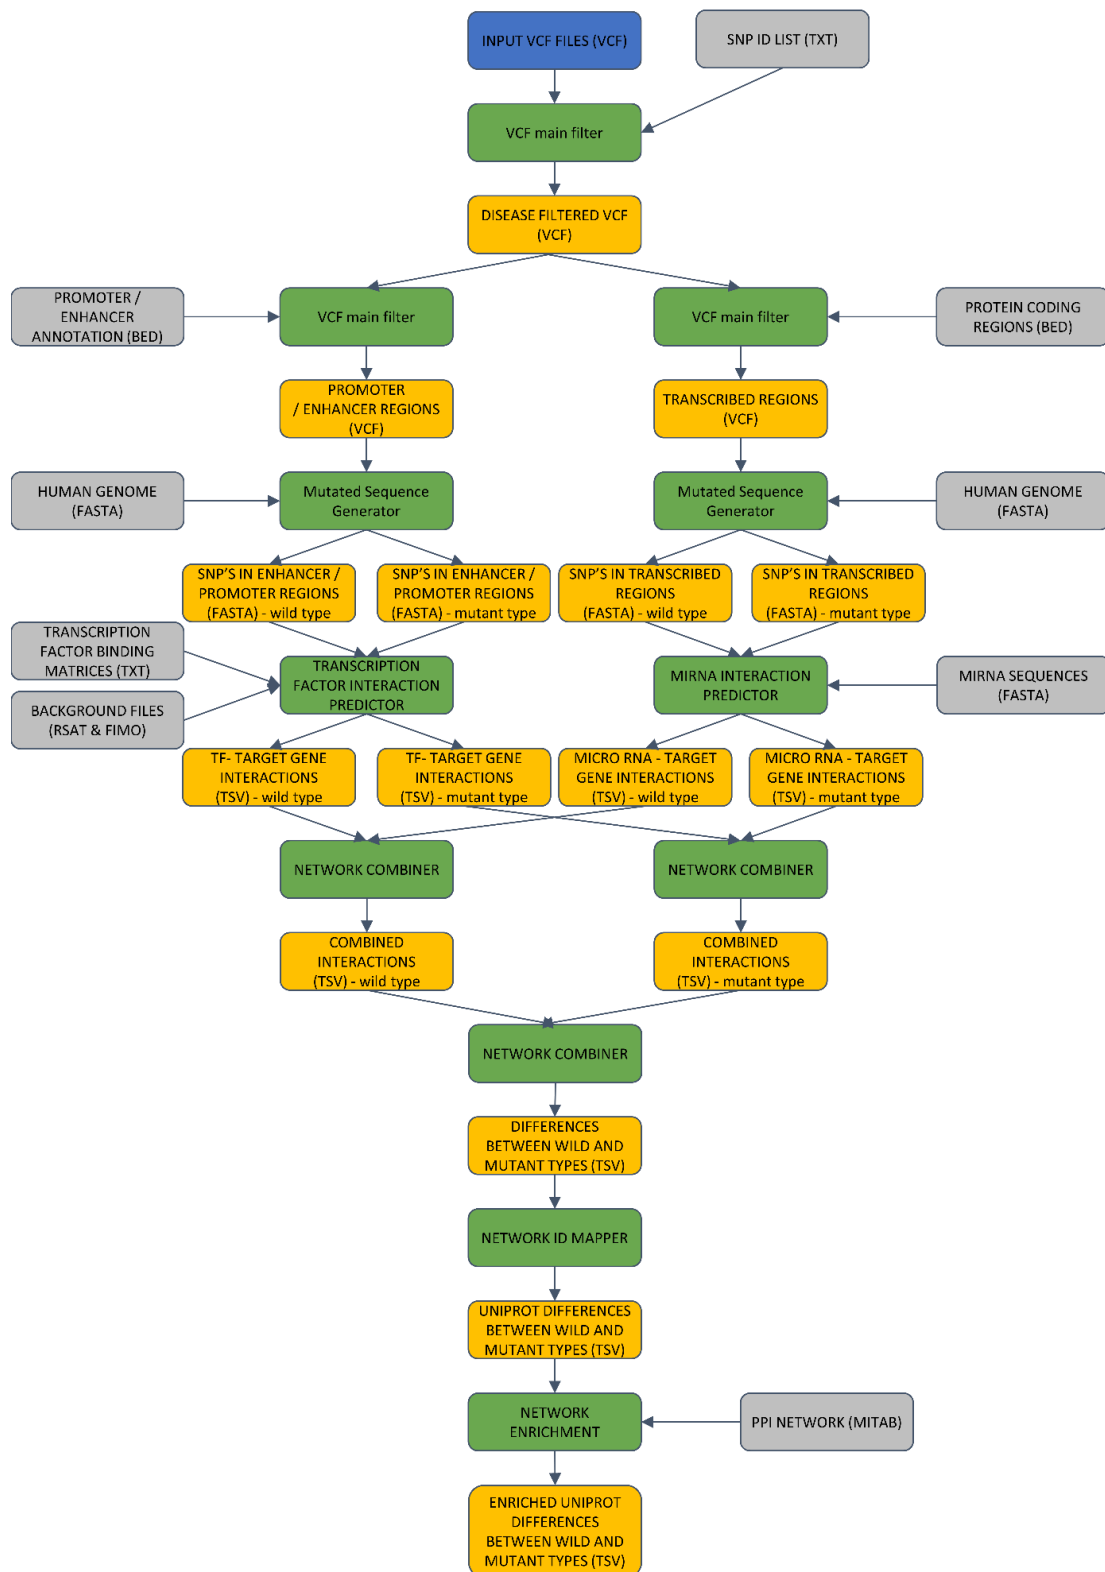 INPUT VCF FILES (VCF)
SNP ID LIST (TXT)
VCF main filter
DISEASE FILTERED VCF
(VCF)
PROMOTER /
ENHANCER
ANNOTATION (BED)
VCF main filter
VCF main filter
PROTEIN CODING
REGIONS (BED)
PROMOTER
/ ENHANCER REGIONS
(VCF)
TRANSCRIBED REGIONS
(VCF)
HUMAN GENOME
(FASTA)
Mutated Sequence
Generator
Mutated Sequence
Generator
HUMAN GENOME
(FASTA)
SNP'S IN ENHANCER /
PROMOTER REGIONS
(FASTA) - wild type
SNP'S IN ENHANCER /
PROMOTER REGIONS
(FASTA) - mutant type
SNP'S IN TRANSCRIBED
REGIONS
(FASTA) - wild type
SNP'S IN TRANSCRIBED
REGIONS
(FASTA) - mutant type
TRANSCRIPTION
FACTOR BINDING
MATRICES (TXT)
BACKGROUND FILES
(RSAT & FIMO)
TRANSCRIPTION
FACTOR INTERACTION
PREDICTOR
MIRNA INTERACTION
PREDICTOR
MIRNA SEQUENCES
(FASTA)
TF- TARGET GENE
INTERACTIONS
(TSV) - wild type
TF- TARGET GENE
INTERACTIONS
(TSV) - mutant type
MICRO RNA - TARGET
GENE INTERACTIONS
(TSV) - wild type
MICRO RNA - TARGET
GENE INTERACTIONS
(TSV) - mutant type
NETWORK COMBINER
NETWORK COMBINER
COMBINED
INTERACTIONS
(TSV) - wild type
COMBINED
INTERACTIONS
(TSV) - mutant type
NETWORK COMBINER
DIFFERENCES
BETWEEN WILD AND
MUTANT TYPES (TSV)
NETWORK ID MAPPER
UNIPROT DIFFERENCES
BETWEEN WILD AND
MUTANT TYPES (TSV)
NETWORK
ENRICHMENT
PPI NETWORK (MITAB)
ENRICHED UNIPROT
DIFFERENCES
BETWEEN WILD AND
MUTANT TYPES (TSV)